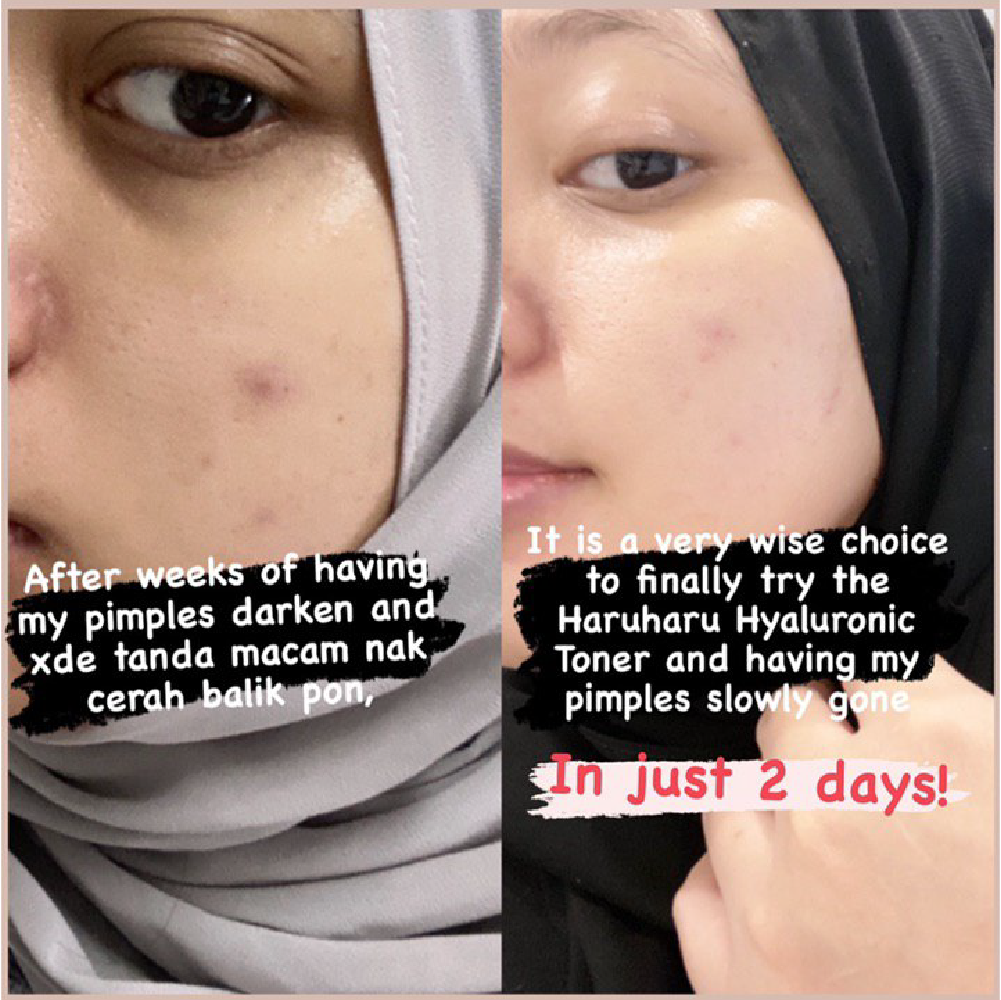 After weeks of having
my pimples darken and
xde tanda macam nak
cerah balik pon,
It is a very wise choice
to finally try the
Haruharu Hyaluronic
Toner and having my
pimples slowly gone
In just 2 days!